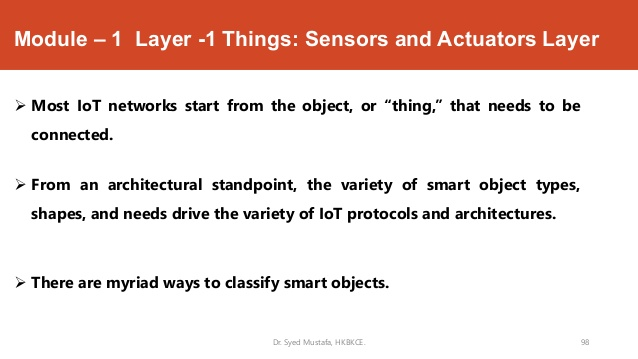 Module – 1 Layer -1 Things: Sensors and Actuators Layer
➢ Most IoT networks start from the object, or “thing,” that needs to be
connected.
➢ From an architectural standpoint, the variety of smart object types,
shapes, and needs drive the variety of IoT protocols and architectures.
➢ There are myriad ways to classify smart objects.
Dr. Syed Mustafa, HKBKCE. 98